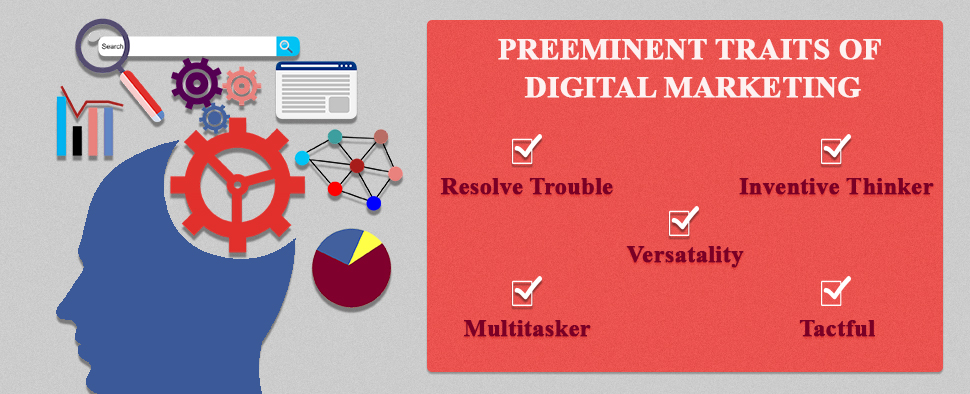 Search
PREEMINENT TRAITS OF
DIGITAL MARKETING
Resolve Trouble
Inventive Thinker
Versatality
Multitasker
Tactful